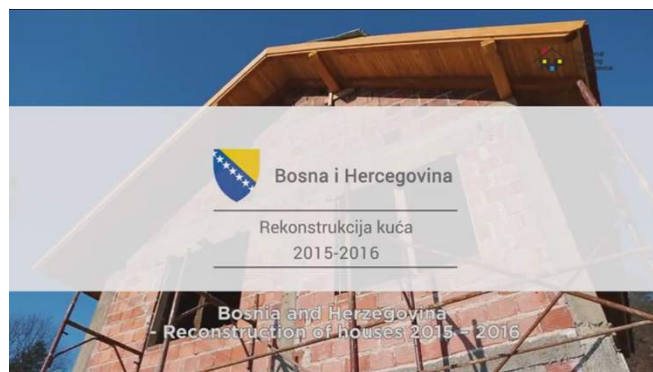 Bosna i Hercegovina
Rekonstrukcija kuća
2015-2016
Bosnia and Herzegovina
- Reconstruction of houses 2015 – 2016